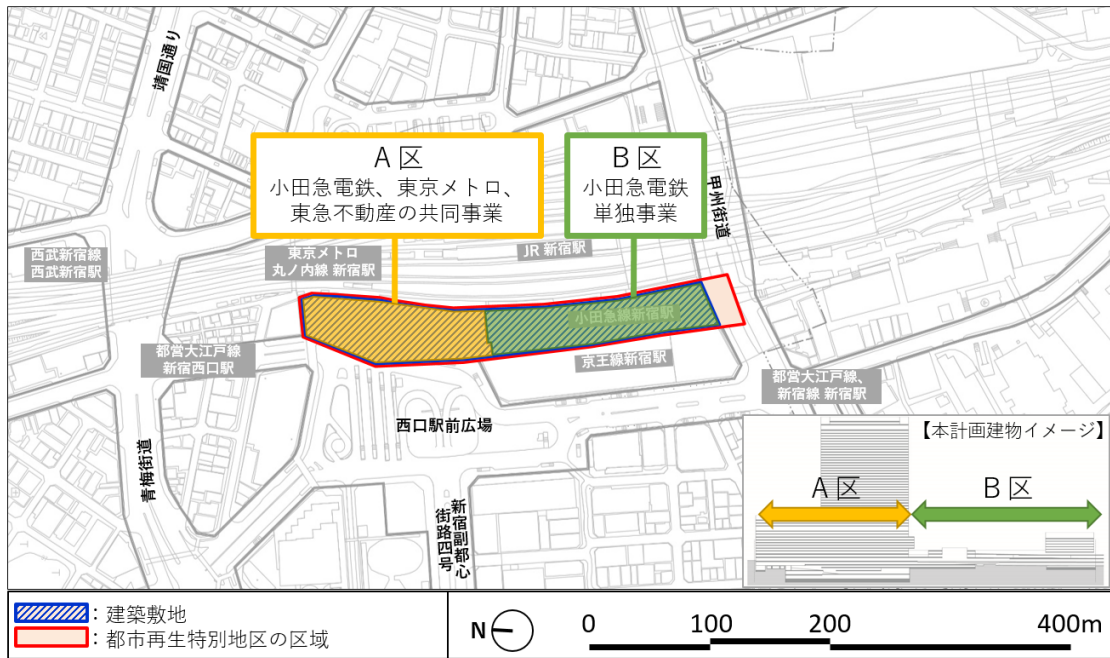 靖国通り
A区
小田急電鉄、東京メトロ、
東急不動産の共同事業
B区
小田急電鉄
単独事業
甲州街道
西武新宿線
西武新宿駅
東京メトロ
丸ノ内線 新宿駅
JR 新宿駅
小田急線新宿駅
都営大江戸線
新宿西口駅
京王線新宿駅
都営大江戸線、
新宿線 新宿駅
西口駅前広場
青梅街道
新宿副都心
街路四号
【本計画建物イメージ】
A区
B区
：建築敷地
：都市再生特別地区の区域
N
0 100 200 400m